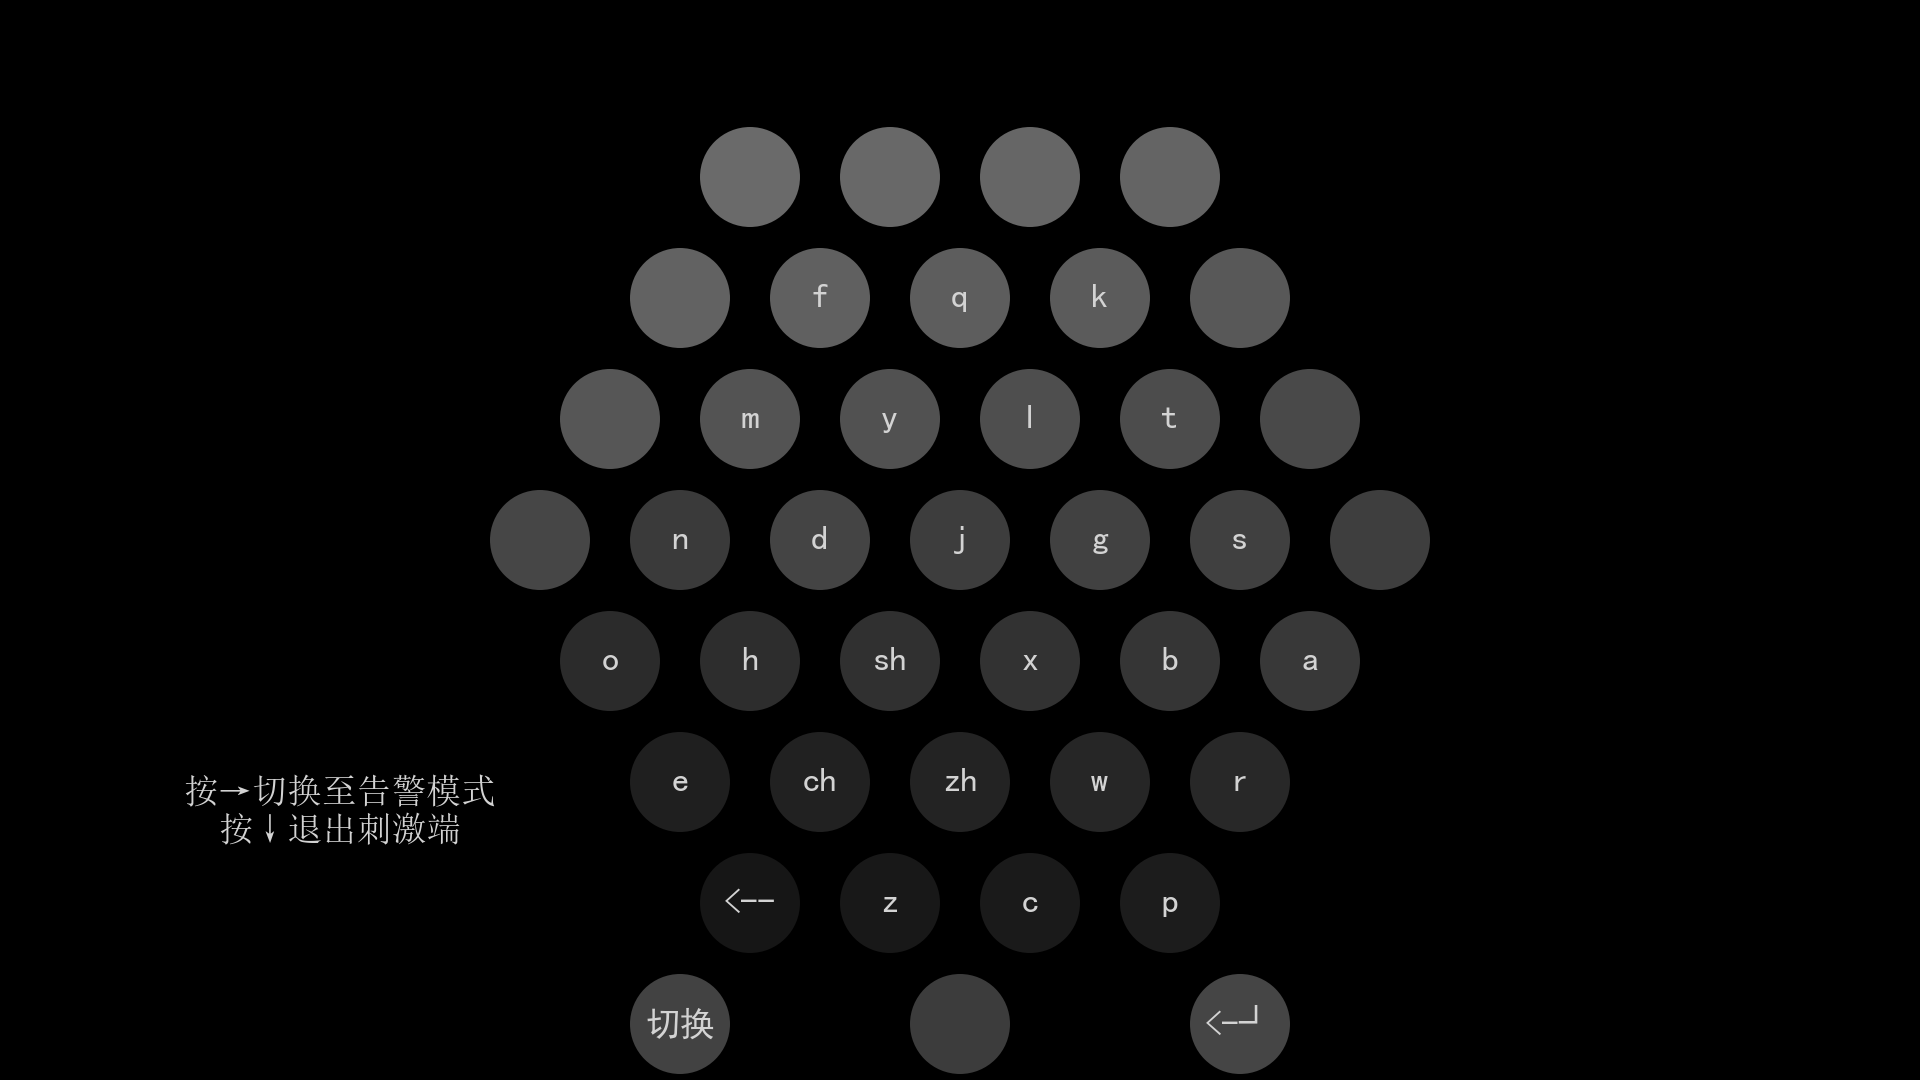 f q k
m y l t
n d j g s
o h sh x b a
e ch zh w r
按→切换至告警模式
按↓退出刺激端
<-- z c p
切换 <-┘